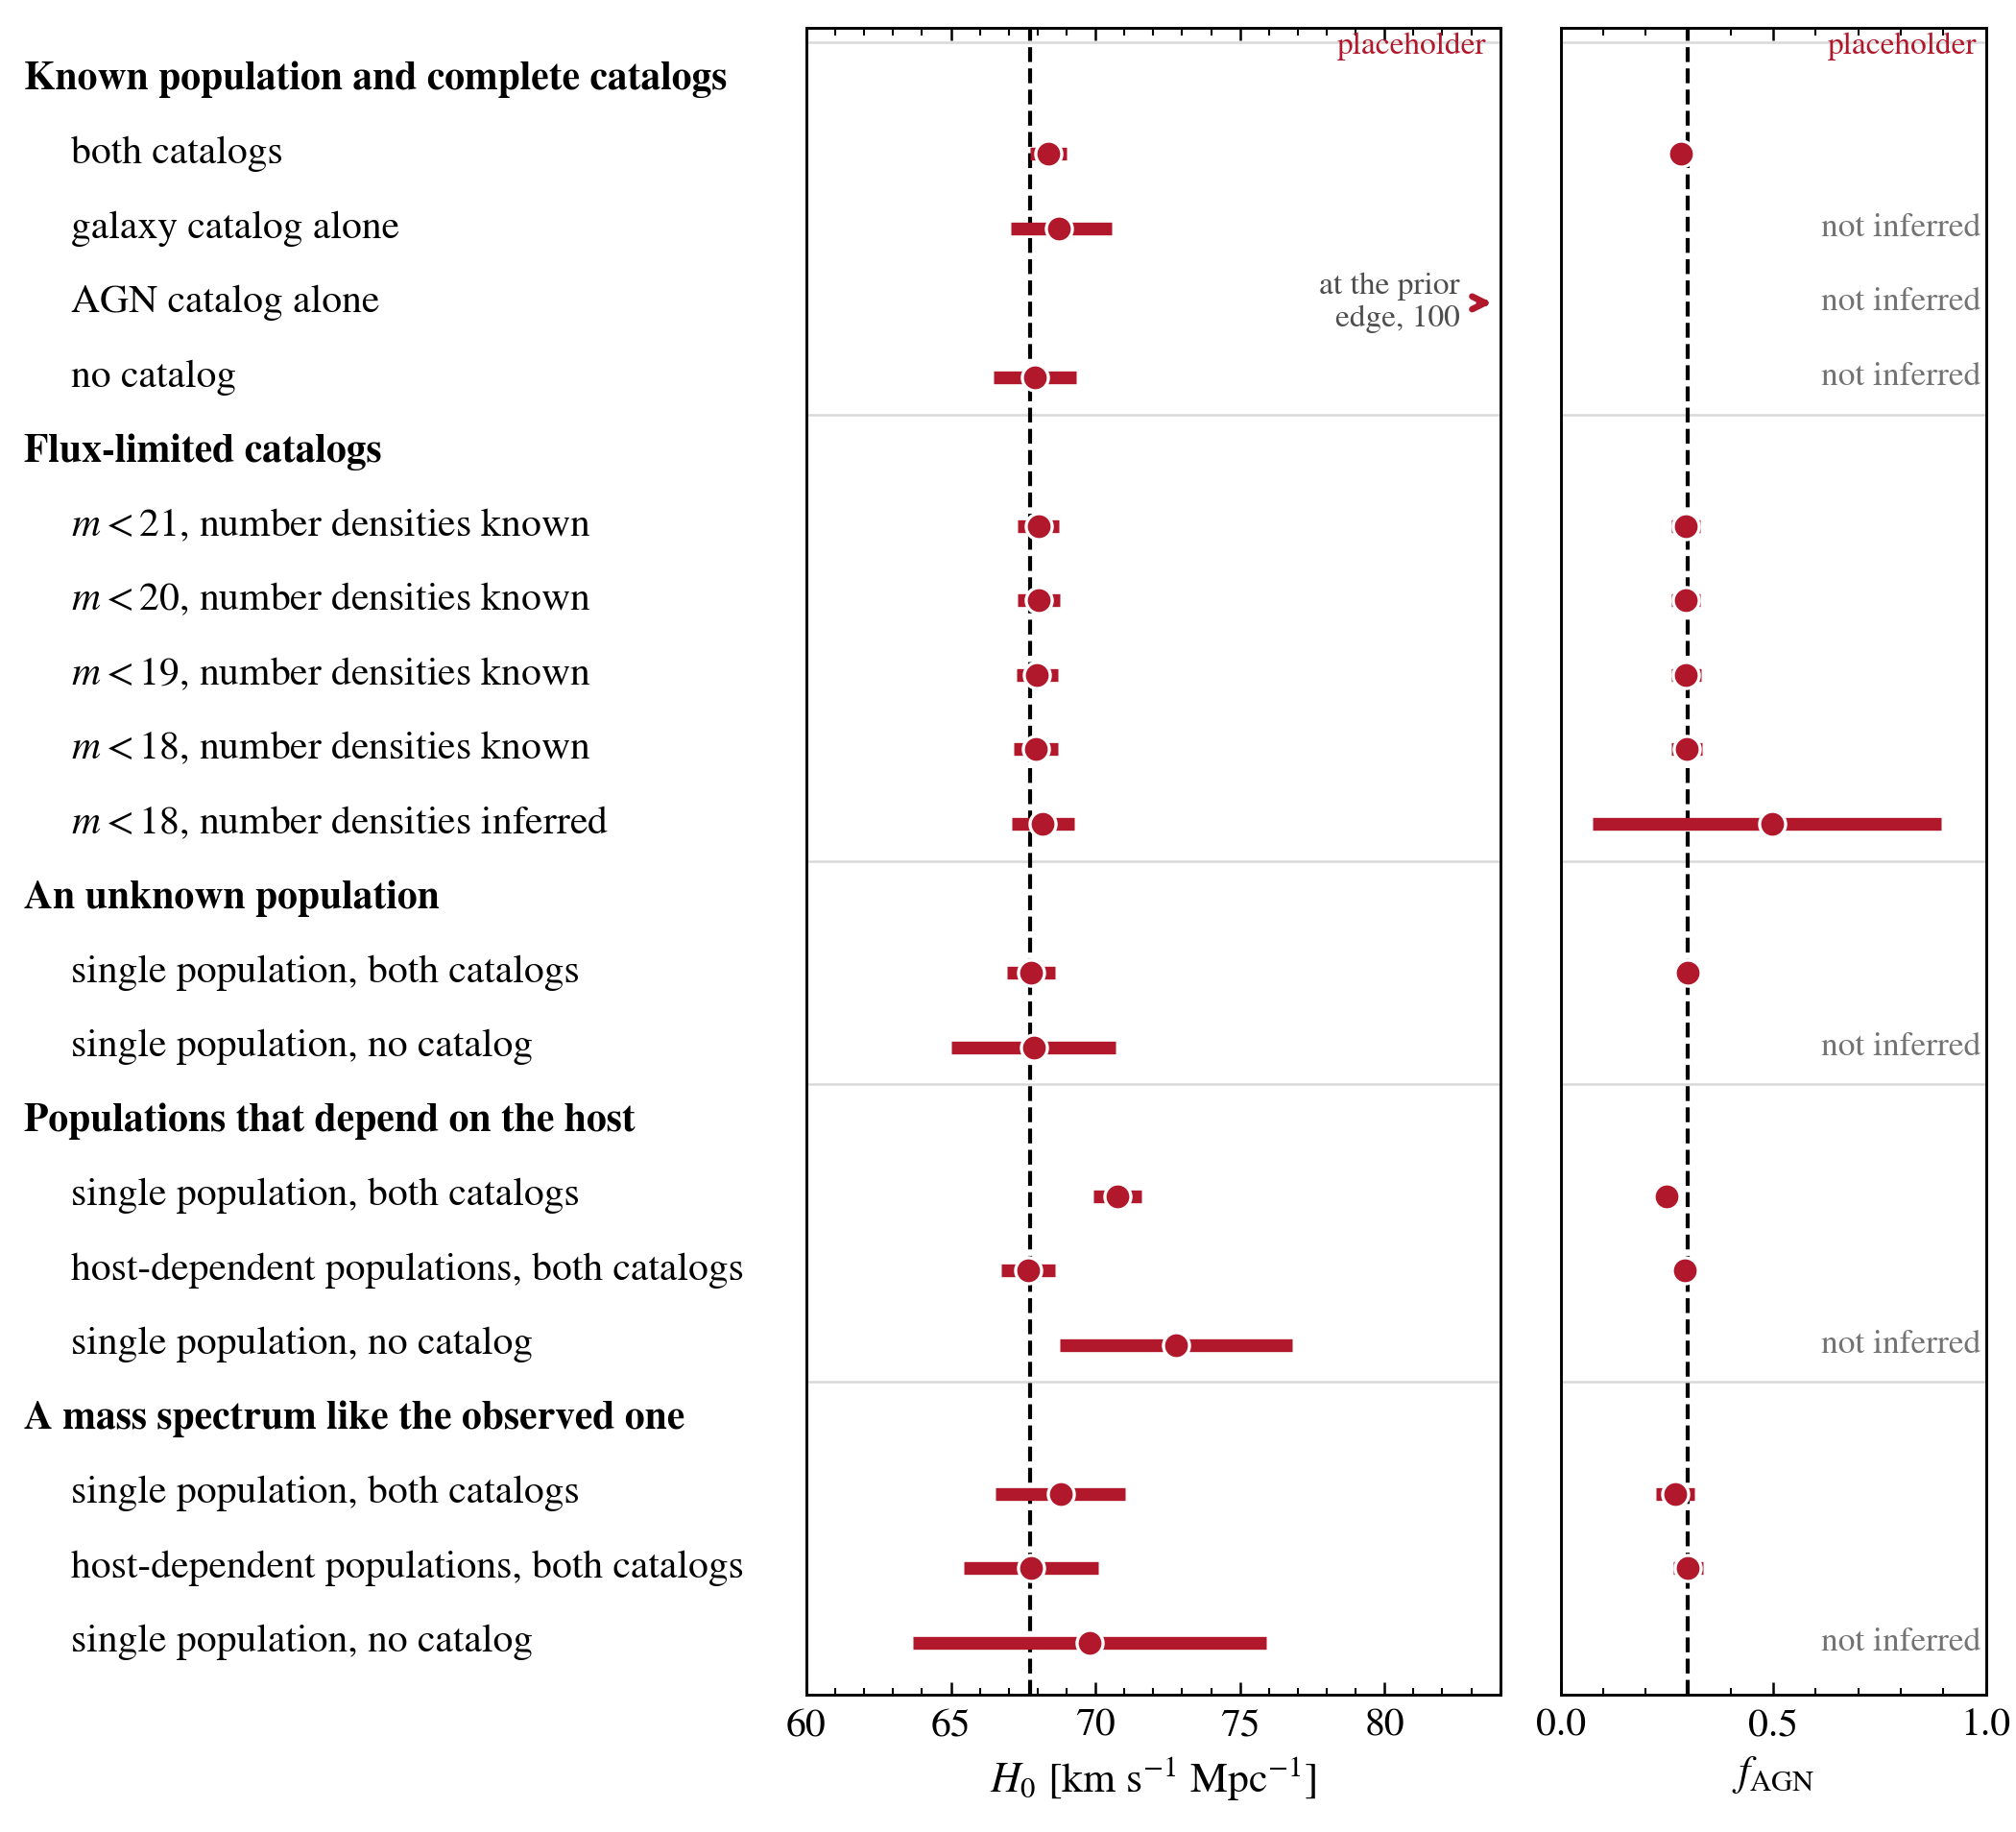 placeholder placeholder
Known population and complete catalogs
both catalogs
galaxy catalog alone not inferred
AGN catalog alone at the prior edge, 100 not inferred
no catalog not inferred
Flux-limited catalogs
m < 21, number densities known
m < 20, number densities known
m < 19, number densities known
m < 18, number densities known
m < 18, number densities inferred
An unknown population
single population, both catalogs
single population, no catalog not inferred
Populations that depend on the host
single population, both catalogs
host-dependent populations, both catalogs
single population, no catalog not inferred
A mass spectrum like the observed one
single population, both catalogs
host-dependent populations, both catalogs
single population, no catalog not inferred
60 65 70 75 80 0.0 0.5 1.0
H₀ [km s⁻¹ Mpc⁻¹] f_AGN